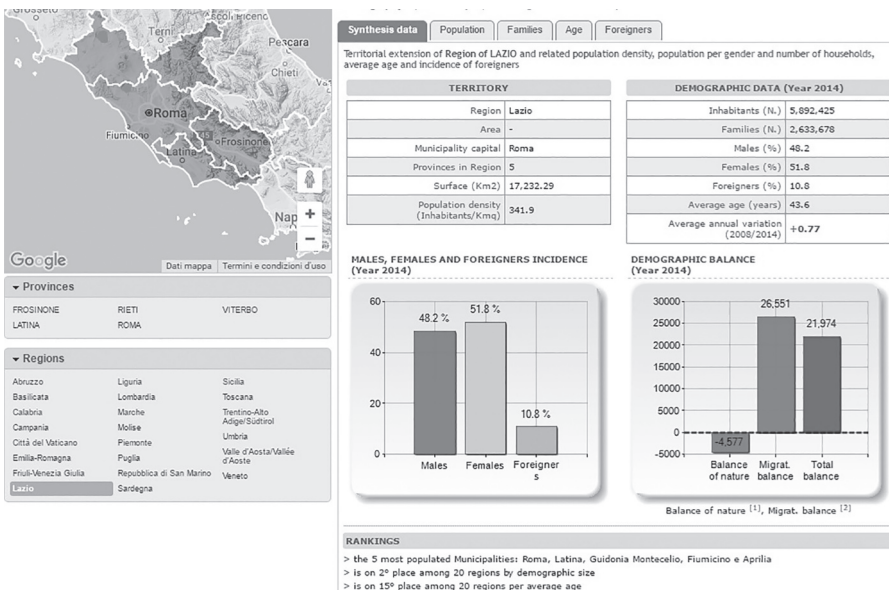 Grosseto
Terni
Ascoli Piceno
Pescara
Chieti
Roma
Fiumicino
Frosinone
Latina
Nap
+
−
Google
Dati mappa
Termini e condizioni d'uso
Provinces
FROSINONE RIETI VITERBO
LATINA ROMA
Regions
Abruzzo Liguria Sicilia
Basilicata Lombardia Toscana
Calabria Marche Trentino-Alto
Adige/Südtirol
Campania Molise
Umbria
Città del Vaticano Piemonte
Valle d'Aosta/Vallée
d'Aoste
Emilia-Romagna Puglia
Friuli-Venezia Giulia Repubblica di San Marino Veneto
Lazio Sardegna
Synthesis data Population Families Age Foreigners
Territorial extension of Region of LAZIO and related population density, population per gender and number of households,
average age and incidence of foreigners
TERRITORY
Region Lazio
Area -
Municipality capital Roma
Provinces in Region 5
Surface (Km2) 17,232.29
Population density
(Inhabitants/Kmq) 341.9
DEMOGRAPHIC DATA (Year 2014)
Inhabitants (N.) 5,892,425
Families (N.) 2,633,678
Males (%) 48.2
Females (%) 51.8
Foreigners (%) 10.8
Average age (years) 43.6
Average annual variation
(2008/2014) +0.77
MALES, FEMALES AND FOREIGNERS INCIDENCE
(Year 2014)
60
40
20
0
48.2 %
51.8 %
10.8 %
Males Females Foreigner
s
DEMOGRAPHIC BALANCE
(Year 2014)
30000
25000
20000
15000
10000
5000
0
-5000
26,551
21,974
-4,577
Balance Migrat. Total
of nature balance balance
Balance of nature [1], Migrat. balance [2]
RANKINGS
> the 5 most populated Municipalities: Roma, Latina, Guidonia Montecelio, Fiumicino e Aprilia
> is on 2° place among 20 regions by demographic size
> is on 15° place among 20 regions per average age